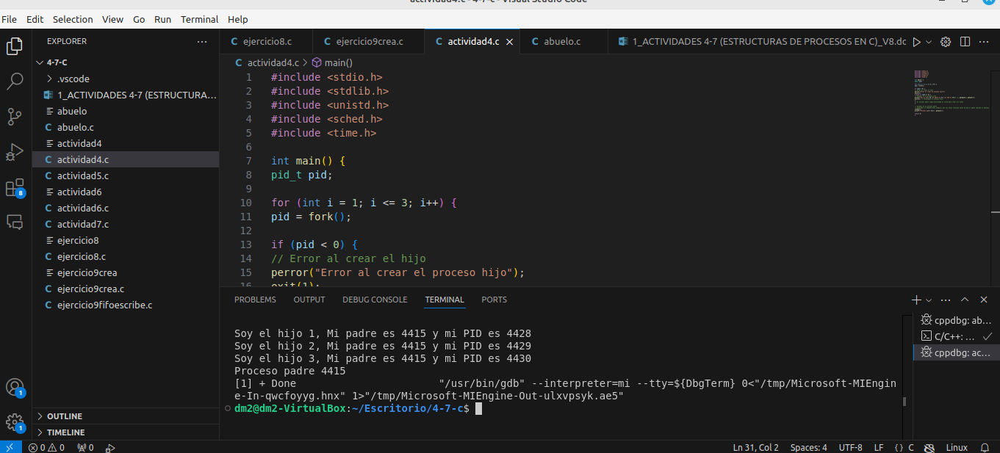 actividad4.c - 4-7-c - Visual Studio Code
File Edit Selection View Go Run Terminal Help
EXPLORER
4-7-C
.vscode
1_ACTIVIDADES 4-7 (ESTRUCTURA...
abuelo
abuelo.c
actividad4
actividad4.c
actividad5.c
actividad6
actividad6.c
actividad7.c
ejercicio8
ejercicio8.c
ejercicio9crea
ejercicio9crea.c
ejercicio9fifoescribe.c
OUTLINE
TIMELINE
8
1
1
ejercicio8.c ejercicio9crea.c actividad4.c abuelo.c 1_ACTIVIDADES 4-7 (ESTRUCTURAS DE PROCESOS EN C)_V8.dc
actividad4.c > main()
1 #include <stdio.h>
2 #include <stdlib.h>
3 #include <unistd.h>
4 #include <sched.h>
5 #include <time.h>
6
7 int main() {
8 pid_t pid;
9
10 for (int i = 1; i <= 3; i++) {
11 pid = fork();
12
13 if (pid < 0) {
14 // Error al crear el hijo
15 perror("Error al crear el proceso hijo");
16 exit(1);
PROBLEMS OUTPUT DEBUG CONSOLE TERMINAL PORTS
Soy el hijo 1, Mi padre es 4415 y mi PID es 4428
Soy el hijo 2, Mi padre es 4415 y mi PID es 4429
Soy el hijo 3, Mi padre es 4415 y mi PID es 4430
Proceso padre 4415
[1] + Done "/usr/bin/gdb" --interpreter=mi --tty=${DbgTerm} 0<"/tmp/Microsoft-MIEngin
e-In-qwcfoyyg.hnx" 1>"/tmp/Microsoft-MIEngine-Out-ulxvpsyk.ae5"
dm2@dm2-VirtualBox:~/Escritorio/4-7-c$
cppdbg: ab...
C/C++: ...
cppdbg: ac...
0 0 0 Ln 31, Col 2 Spaces: 4 UTF-8 LF {} C Linux